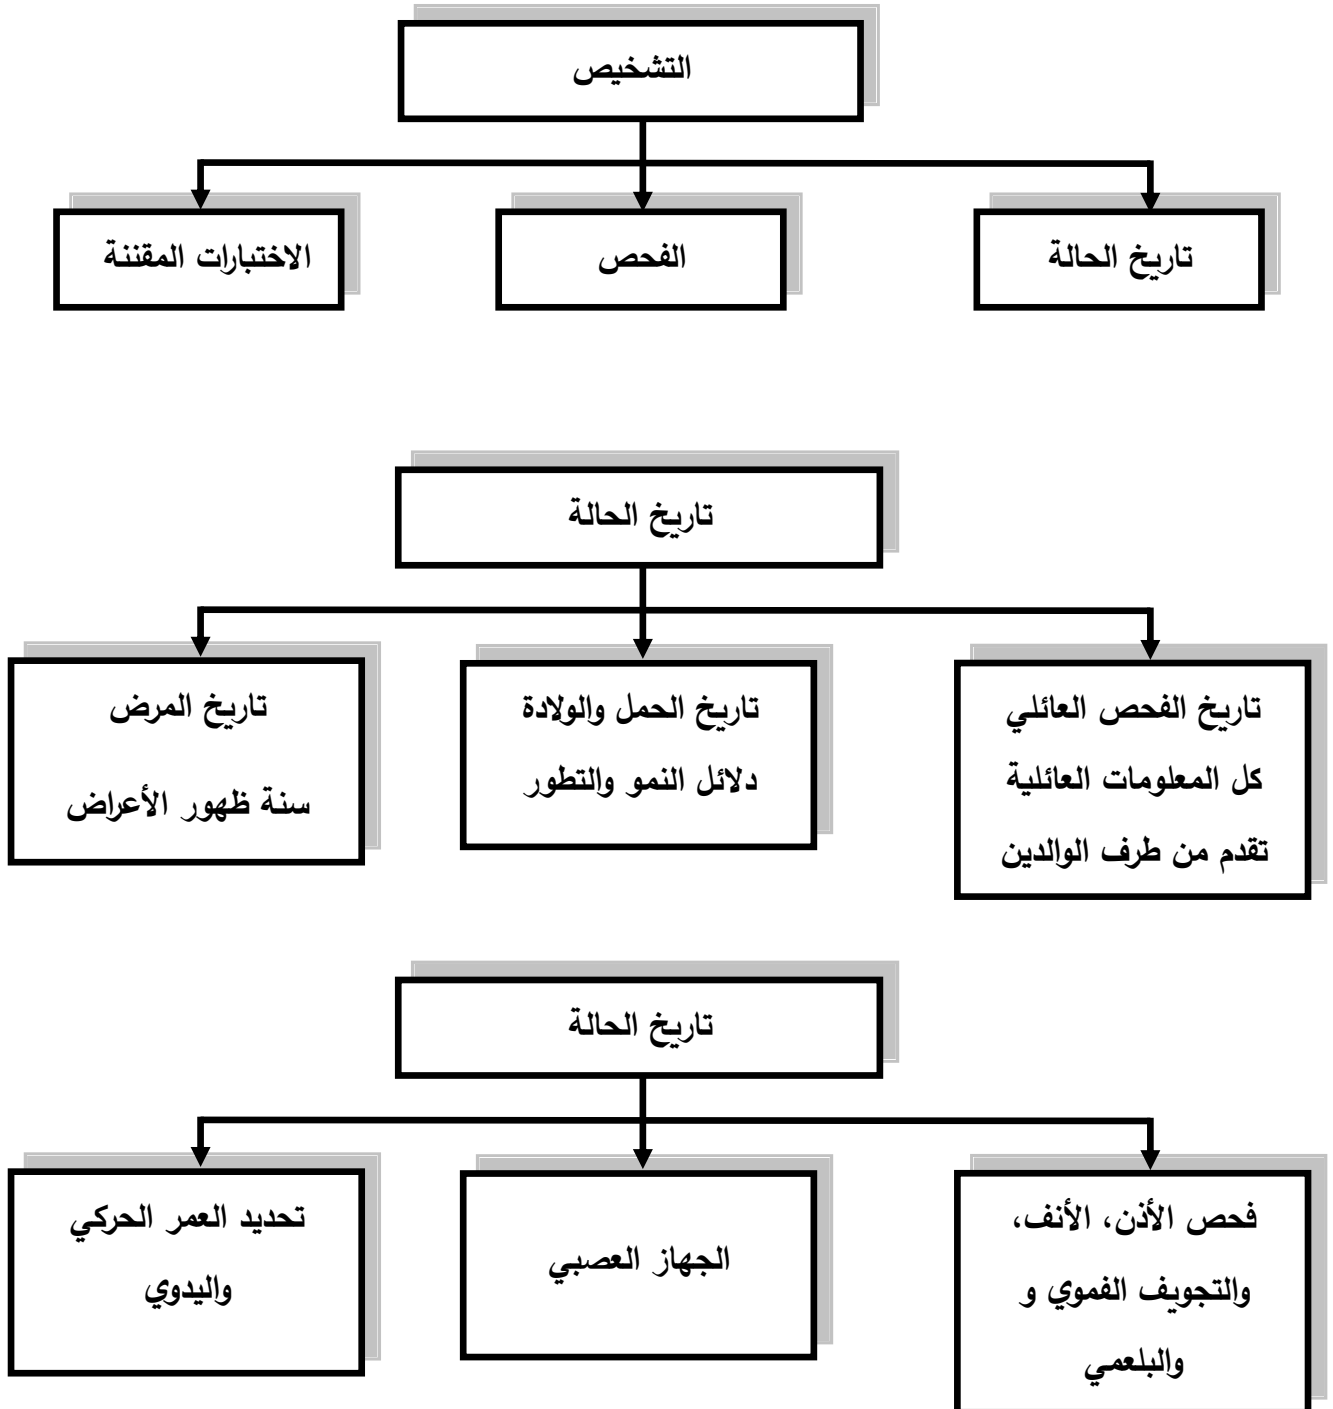 التشخيص
تاريخ الحالة
الفحص
الاختبارات المقننة
تاريخ الحالة
تاريخ الفحص العائلي
كل المعلومات العائلية
تقدم من طرف الوالدين
تاريخ الحمل والولادة
دلائل النمو والتطور
تاريخ المرض
سنة ظهور الأعراض
تاريخ الحالة
فحص الأذن، الأنف،
والتجويف الفموي و
والبلعمي
الجهاز العصبي
تحديد العمر الحركي
واليدوي